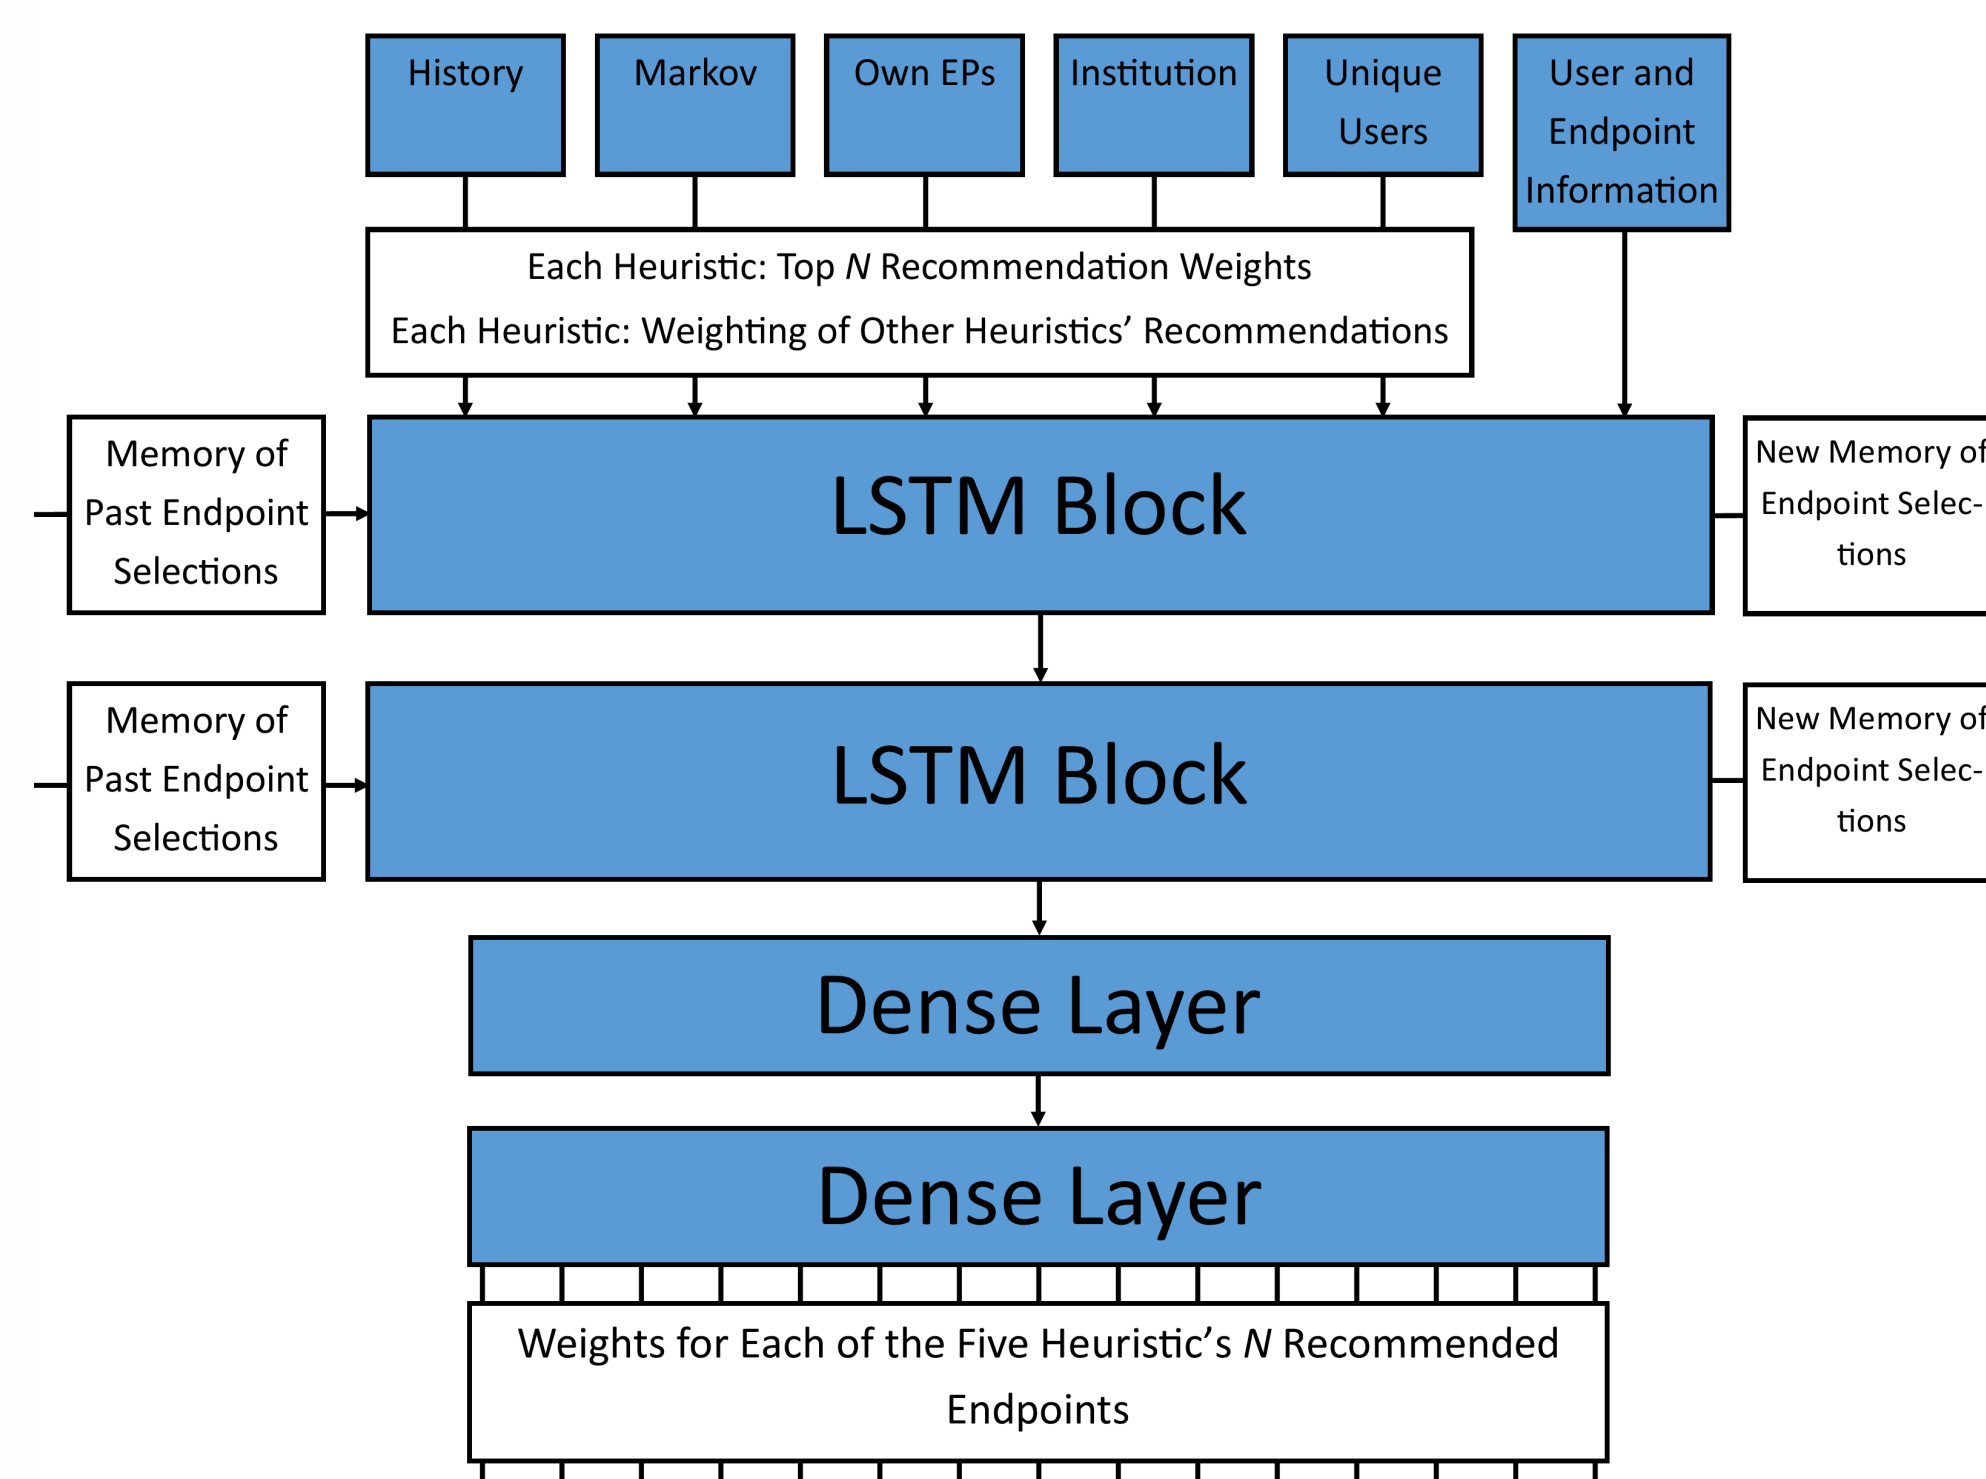 History
Markov
Own EPs
Institution
Unique
Users
User and
Endpoint
Information
Each Heuristic: Top N Recommendation Weights
Each Heuristic: Weighting of Other Heuristics’ Recommendations
Memory of
Past Endpoint
Selections
LSTM Block
New Memory of
Endpoint Selec-
tions
Memory of
Past Endpoint
Selections
LSTM Block
New Memory of
Endpoint Selec-
tions
Dense Layer
Dense Layer
Weights for Each of the Five Heuristic’s N Recommended
Endpoints